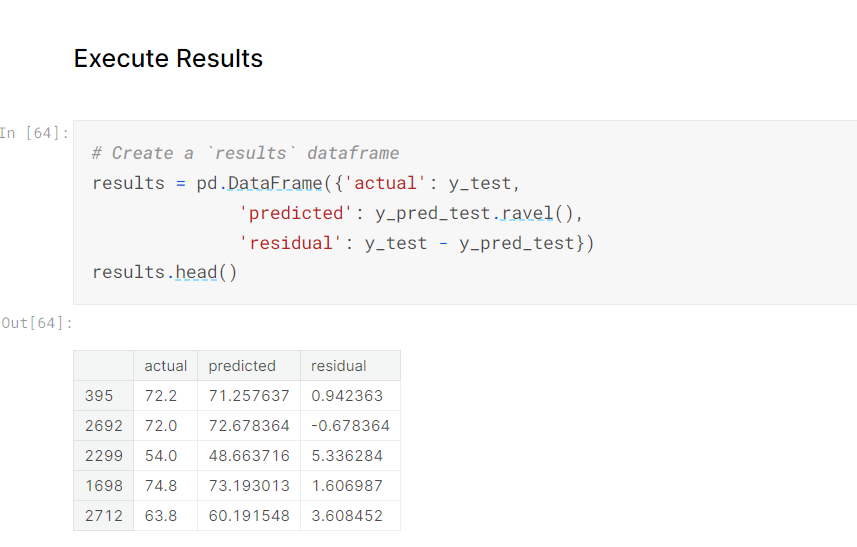 Execute Results
In [64]:
# Create a `results` dataframe
results = pd.DataFrame({'actual': y_test,
'predicted': y_pred_test.ravel(),
'residual': y_test - y_pred_test})
results.head()
Out[64]:
actual predicted residual
395 72.2 71.257637 0.942363
2692 72.0 72.678364 -0.678364
2299 54.0 48.663716 5.336284
1698 74.8 73.193013 1.606987
2712 63.8 60.191548 3.608452